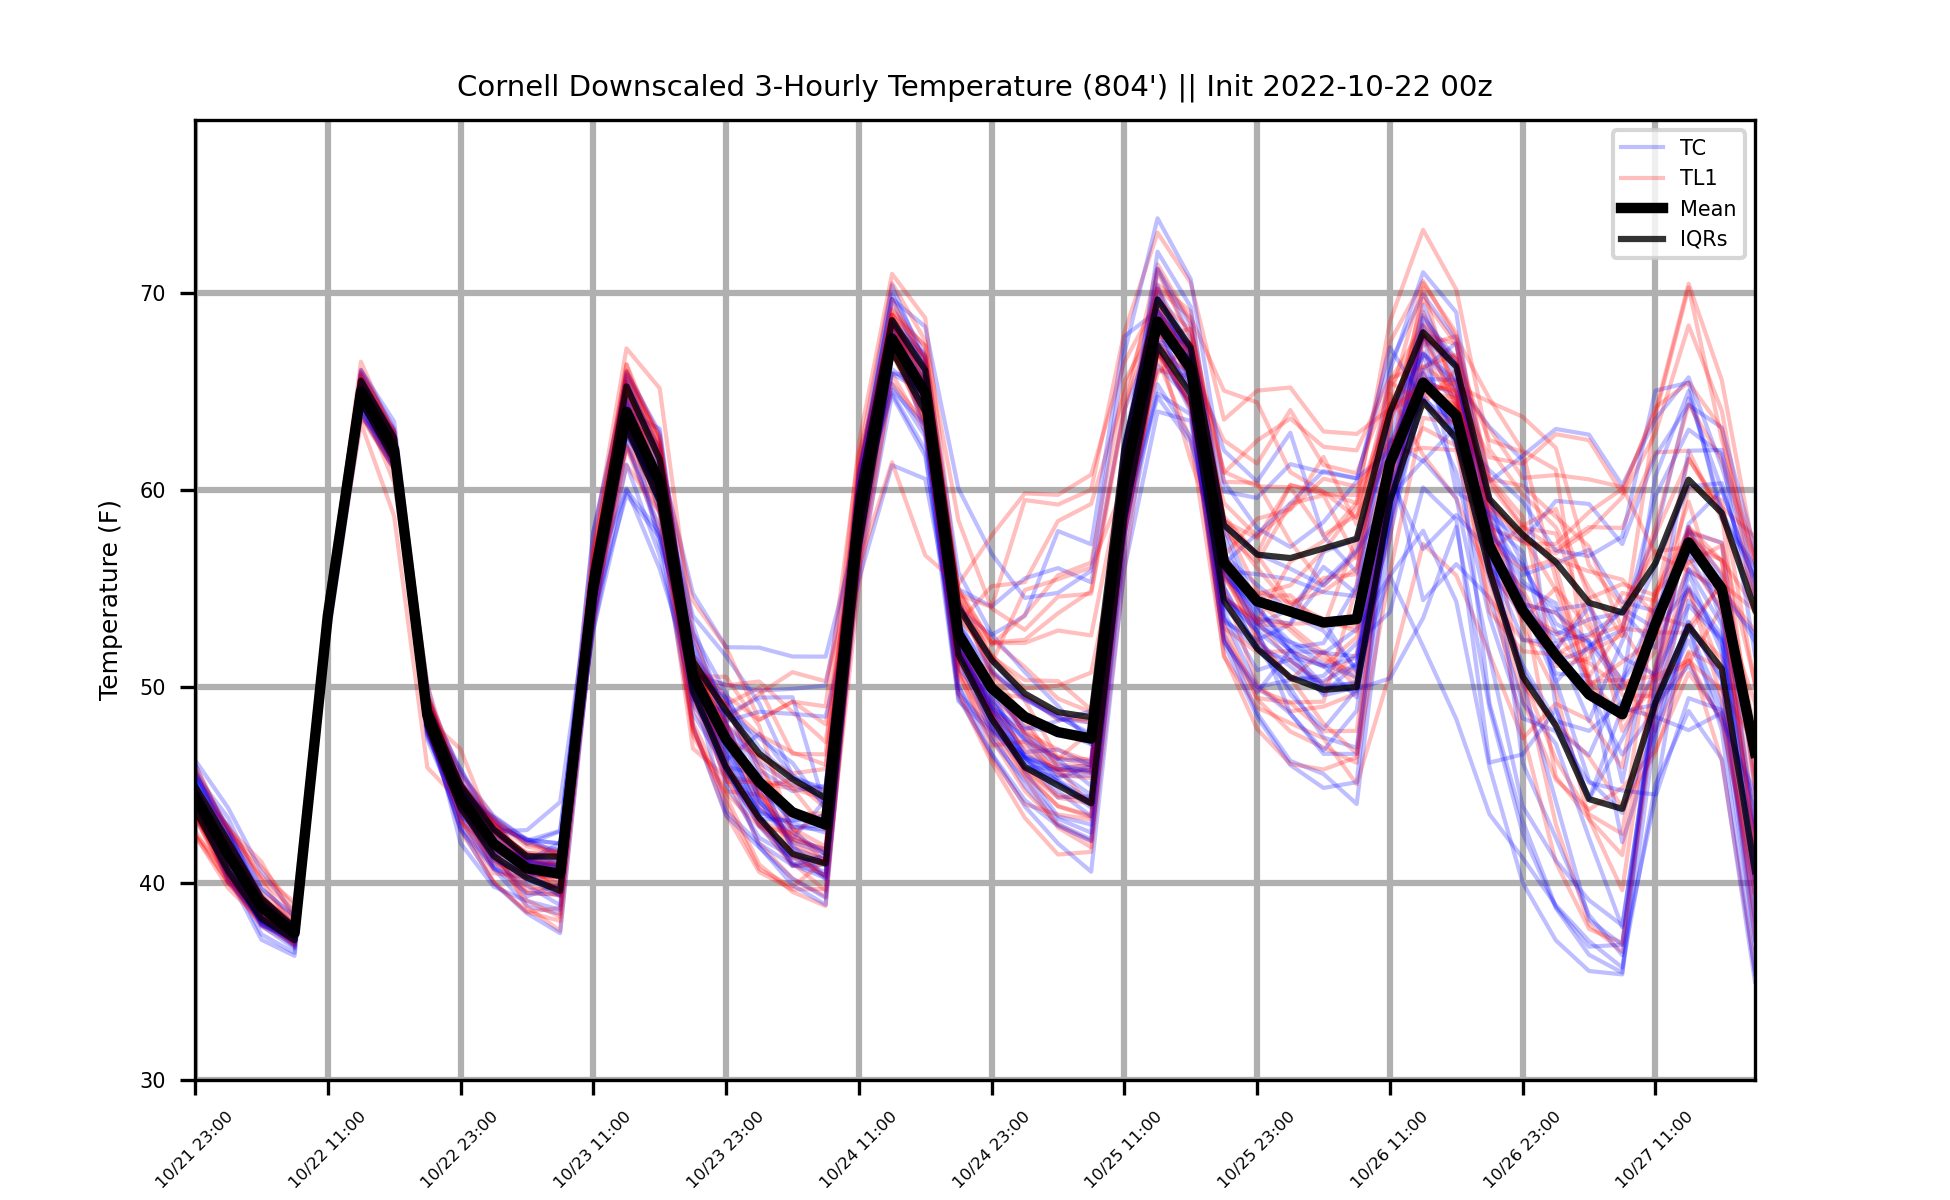 Cornell Downscaled 3-Hourly Temperature (804') || Init 2022-10-22 00z
TC
TL1
Mean
IQRs
Temperature (F)
70
60
50
40
30
10/21 23:00
10/22 11:00
10/22 23:00
10/23 11:00
10/23 23:00
10/24 11:00
10/24 23:00
10/25 11:00
10/25 23:00
10/26 11:00
10/26 23:00
10/27 11:00